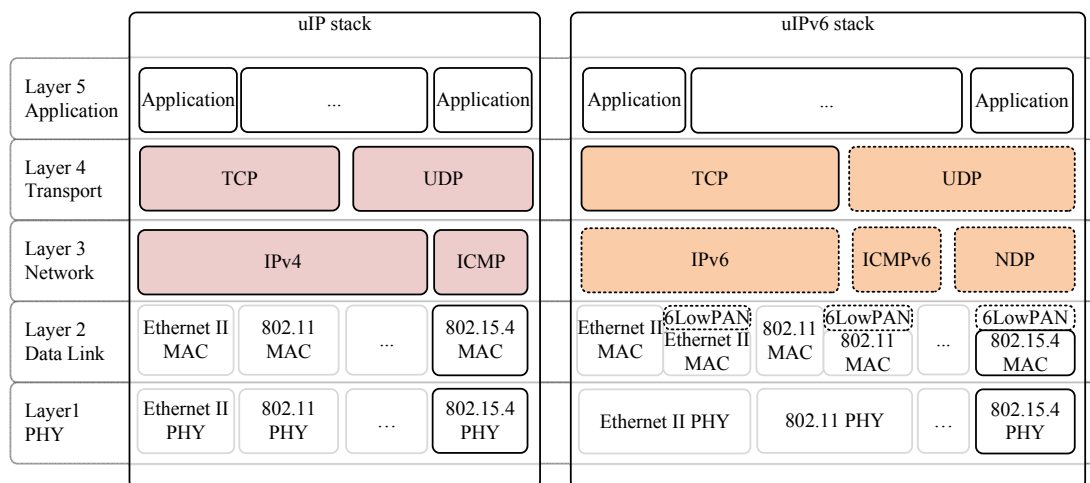 uIP stack
uIPv6 stack
Layer 5
Application
Application
...
Application
Application
...
Application
Layer 4
Transport
TCP
UDP
TCP
UDP
Layer 3
Network
IPv4
ICMP
IPv6
ICMPv6
NDP
Layer 2
Data Link
Ethernet II
MAC
802.11
MAC
...
802.15.4
MAC
Ethernet II
MAC
6LowPAN
Ethernet II
MAC
802.11
MAC
6LowPAN
802.11
MAC
...
6LowPAN
802.15.4
MAC
Layer1
PHY
Ethernet II
PHY
802.11
PHY
...
802.15.4
PHY
Ethernet II PHY
802.11 PHY
...
802.15.4
PHY